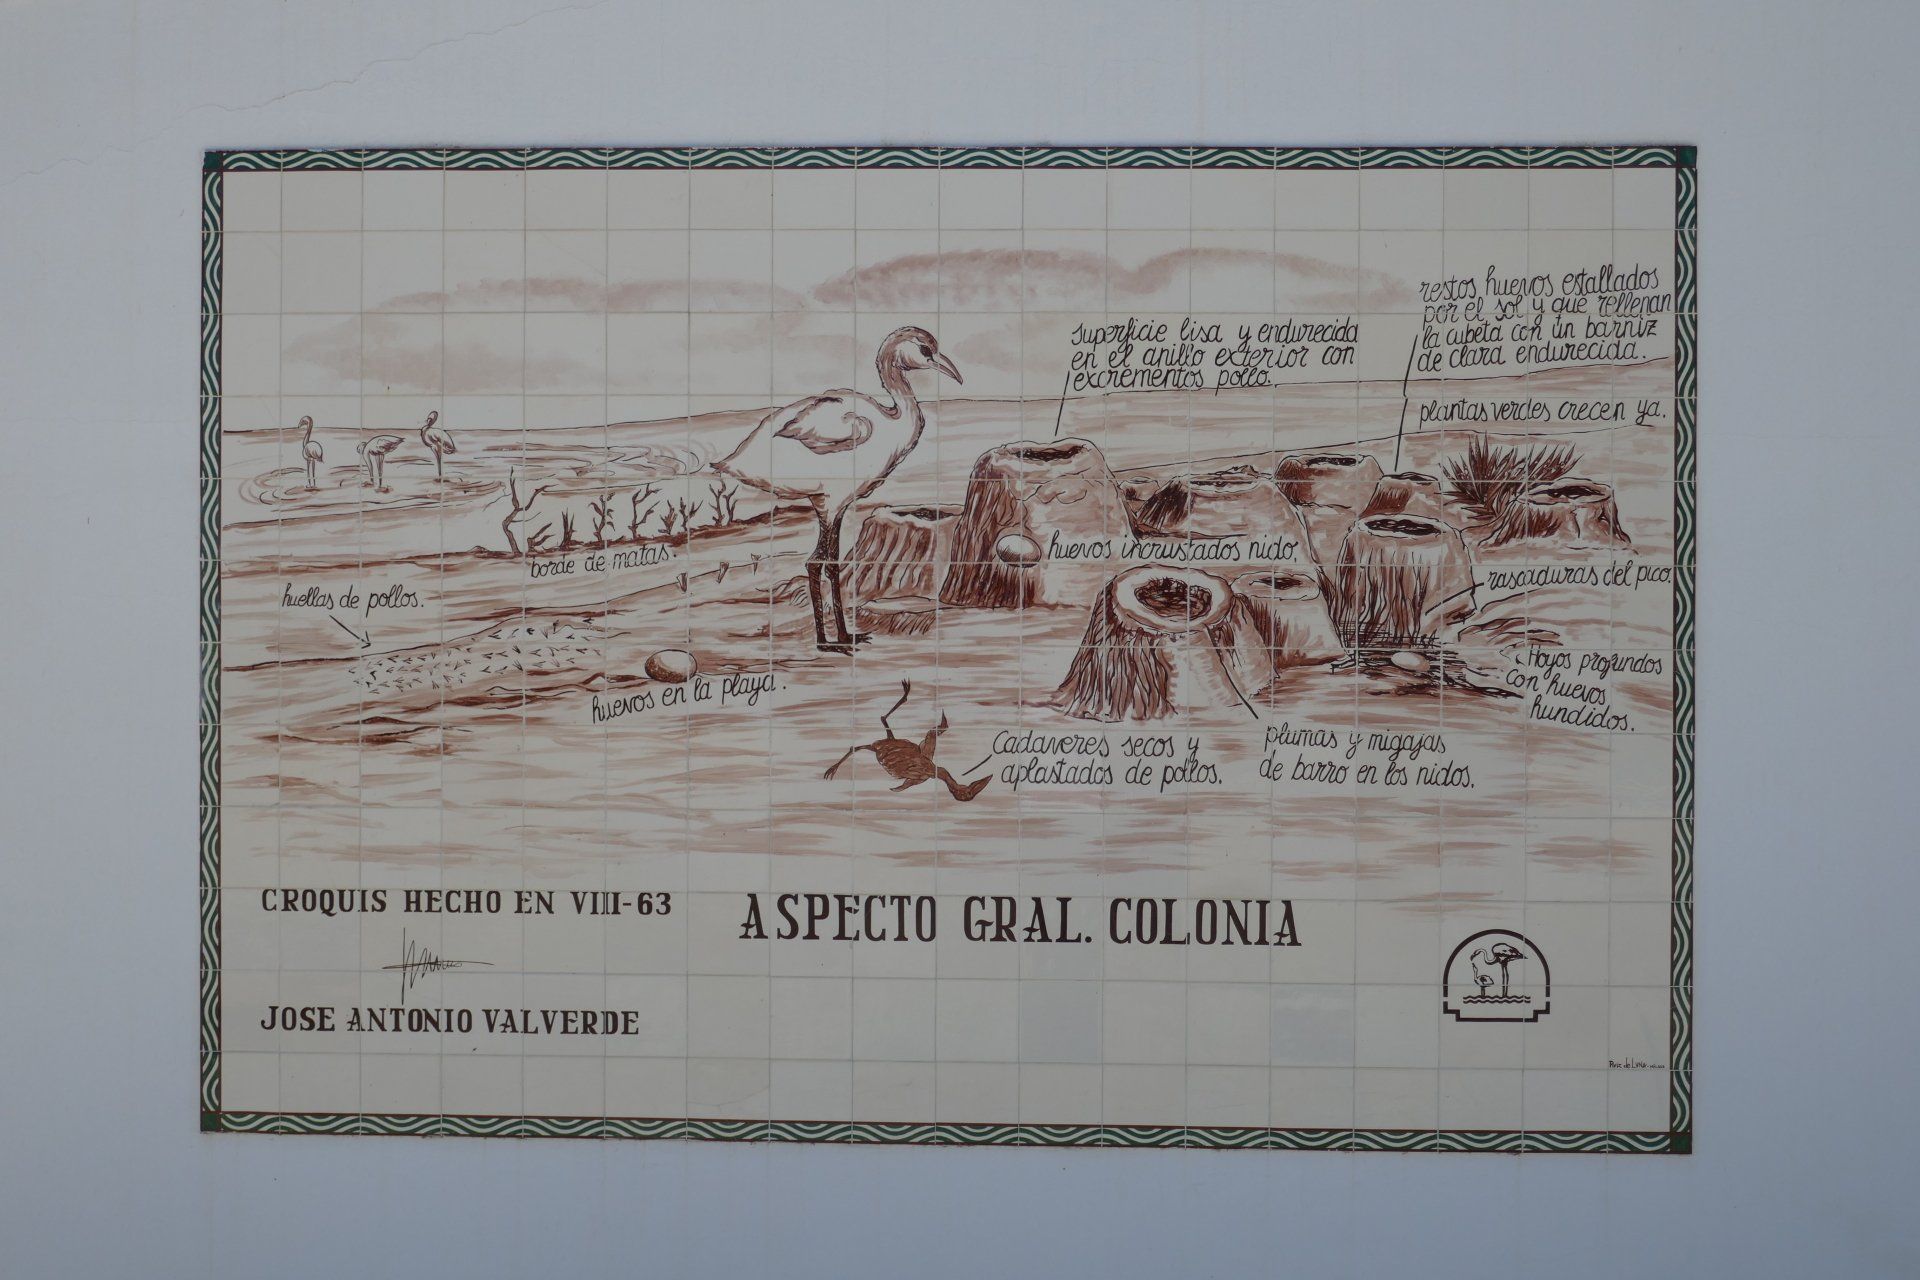 restos huevos estallados
por el sol y que rellenan
la cubeta con un barniz
de clara endurecida.
superficie lisa y endurecida
en el anillo exterior con
excrementos pollo.
plantas verdes crecen ya.
huevos incrustados nido.
borde de matas.
rascaduras del pico.
huellas de pollos.
Hoyos profundos
con huevos
hundidos.
huevos en la playa.
Cadaveres secos y
aplastados de pollos.
plumas y migajas
de barro en los nidos.
CROQUIS HECHO EN VIII-63
ASPECTO GRAL. COLONIA
JOSE ANTONIO VALVERDE